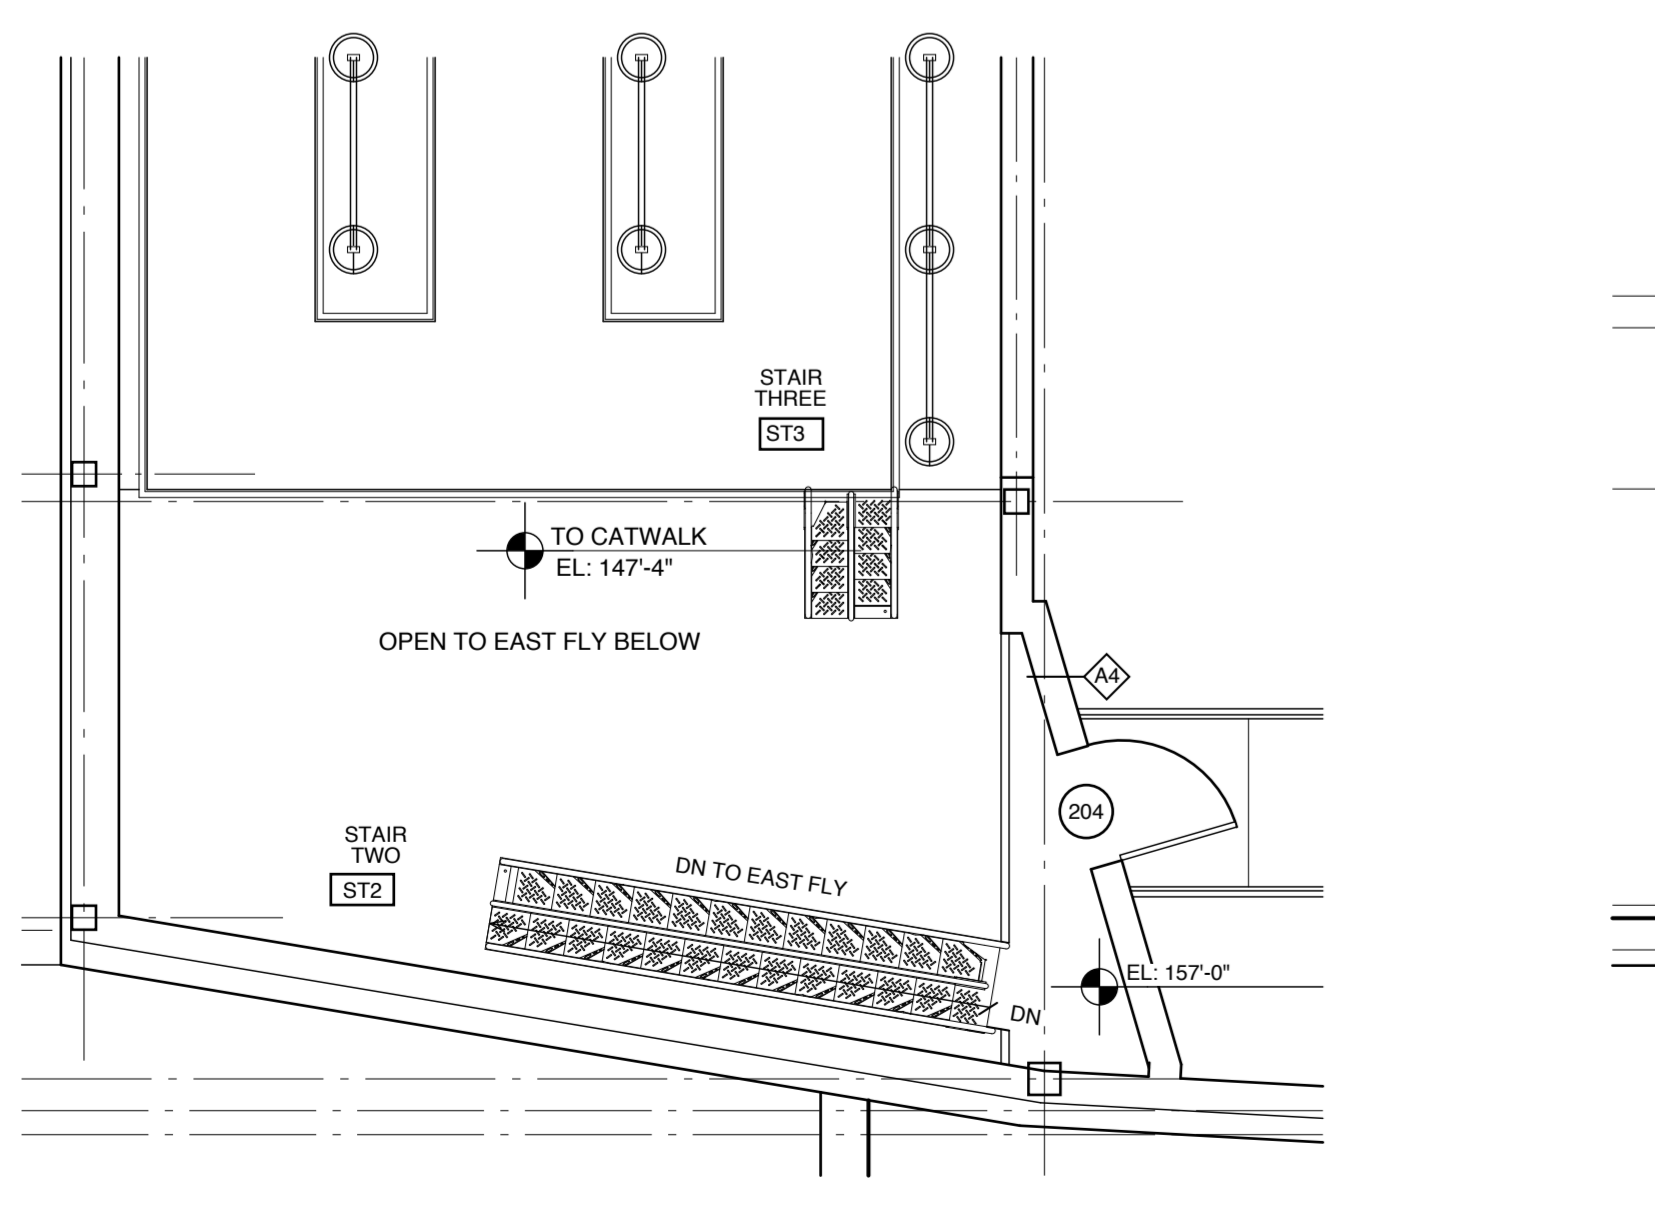 STAIR
THREE
ST3
TO CATWALK
EL: 147'-4"
OPEN TO EAST FLY BELOW
A4
204
STAIR
TWO
ST2
DN TO EAST FLY
EL: 157'-0"
DN